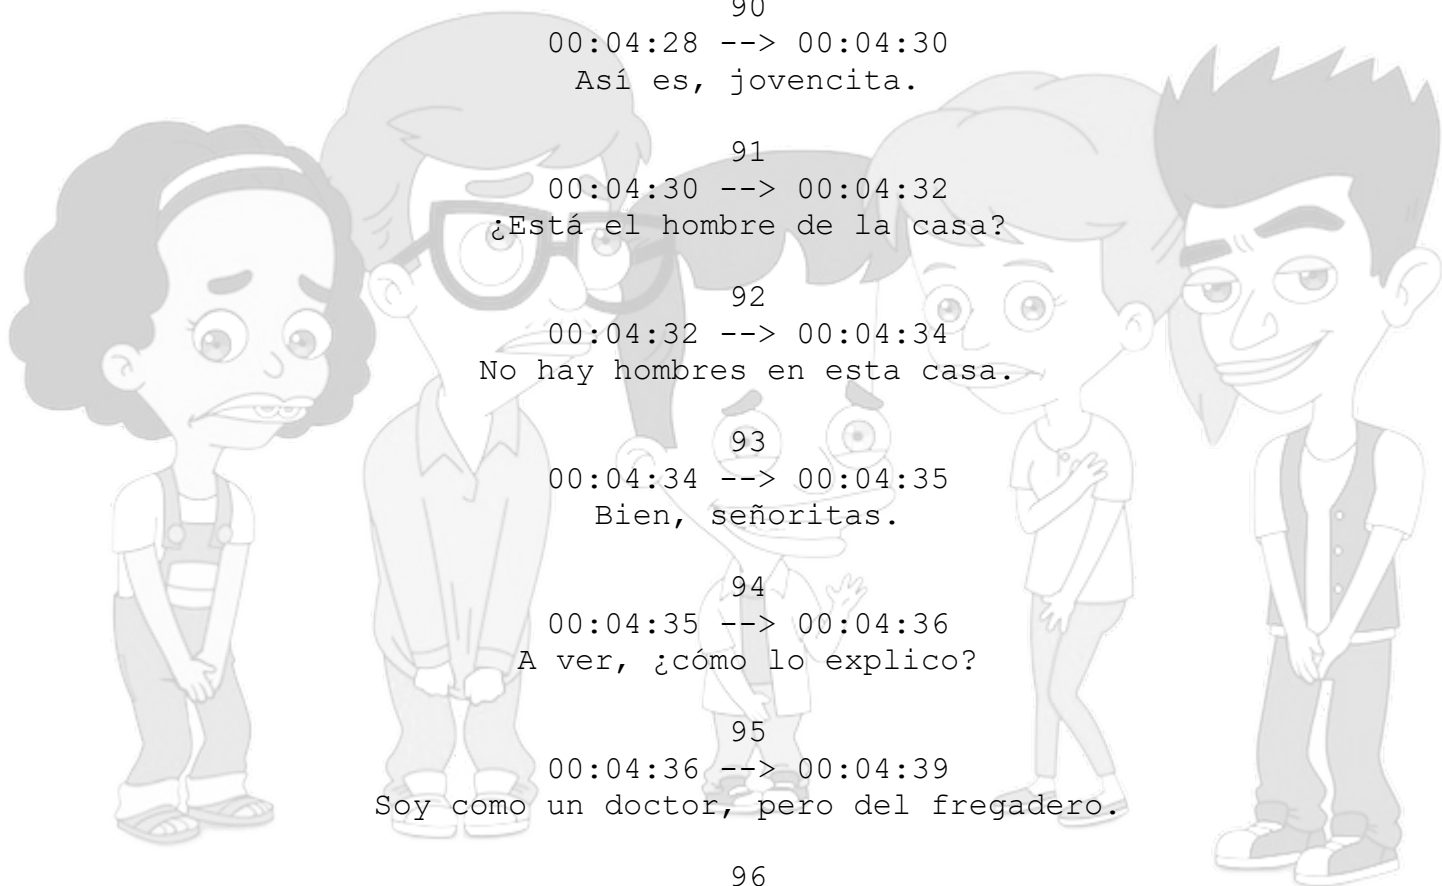 90
00:04:28 --> 00:04:30
Así es, jovencita.
91
00:04:30 --> 00:04:32
¿Está el hombre de la casa?
92
00:04:32 --> 00:04:34
No hay hombres en esta casa.
93
00:04:34 --> 00:04:35
Bien, señoritas.
94
00:04:35 --> 00:04:36
A ver, ¿cómo lo explico?
95
00:04:36 --> 00:04:39
Soy como un doctor, pero del fregadero.
96